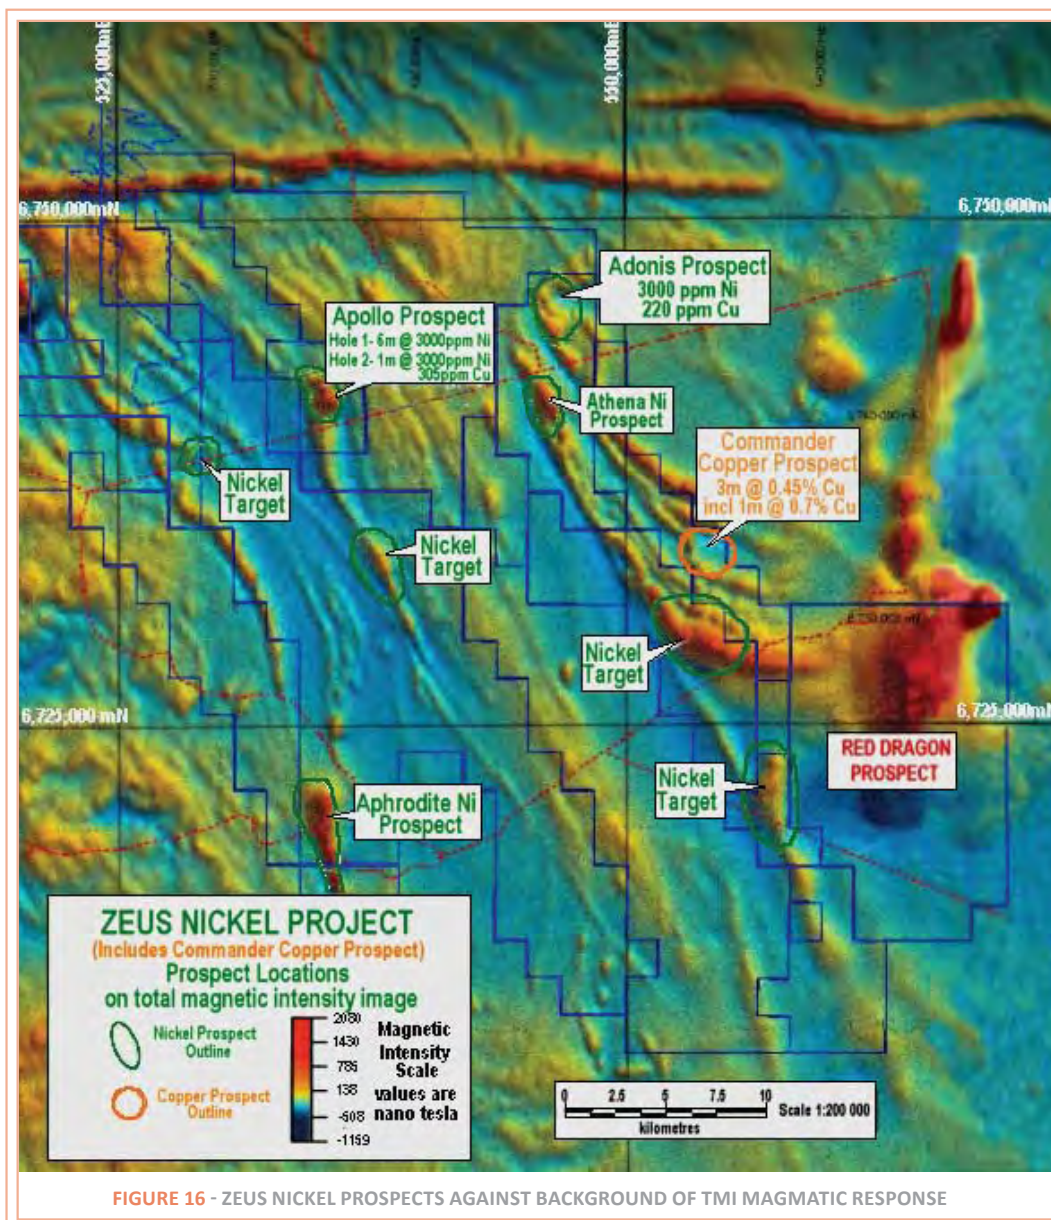 525,000mE
550,000mE
6,750,000mN
6,750,000mN
Adonis Prospect
3000 ppm Ni
220 ppm Cu
Apollo Prospect
Hole 1- 6m @ 3000ppm Ni
Hole 2- 1m @ 3000ppm Ni
305ppm Cu
Athena Ni
Prospect
Commander
Copper Prospect
3m @ 0.45% Cu
incl 1m @ 0.7% Cu
Nickel
Target
Nickel
Target
Nickel
Target
6,725,000 mN
6,725,000 mN
RED DRAGON
PROSPECT
Nickel
Target
Aphrodite Ni
Prospect
ZEUS NICKEL PROJECT
(Includes Commander Copper Prospect)
Prospect Locations
on total magnetic intensity image
Nickel Prospect
Outline
Copper Prospect
Outline
2080
1430
785
138
-508
-1159
Magnetic
Intensity
Scale
values are
nano tesla
0 2.5 5 7.5 10
kilometres
Scale 1:200 000
FIGURE 16 - ZEUS NICKEL PROSPECTS AGAINST BACKGROUND OF TMI MAGMATIC RESPONSE